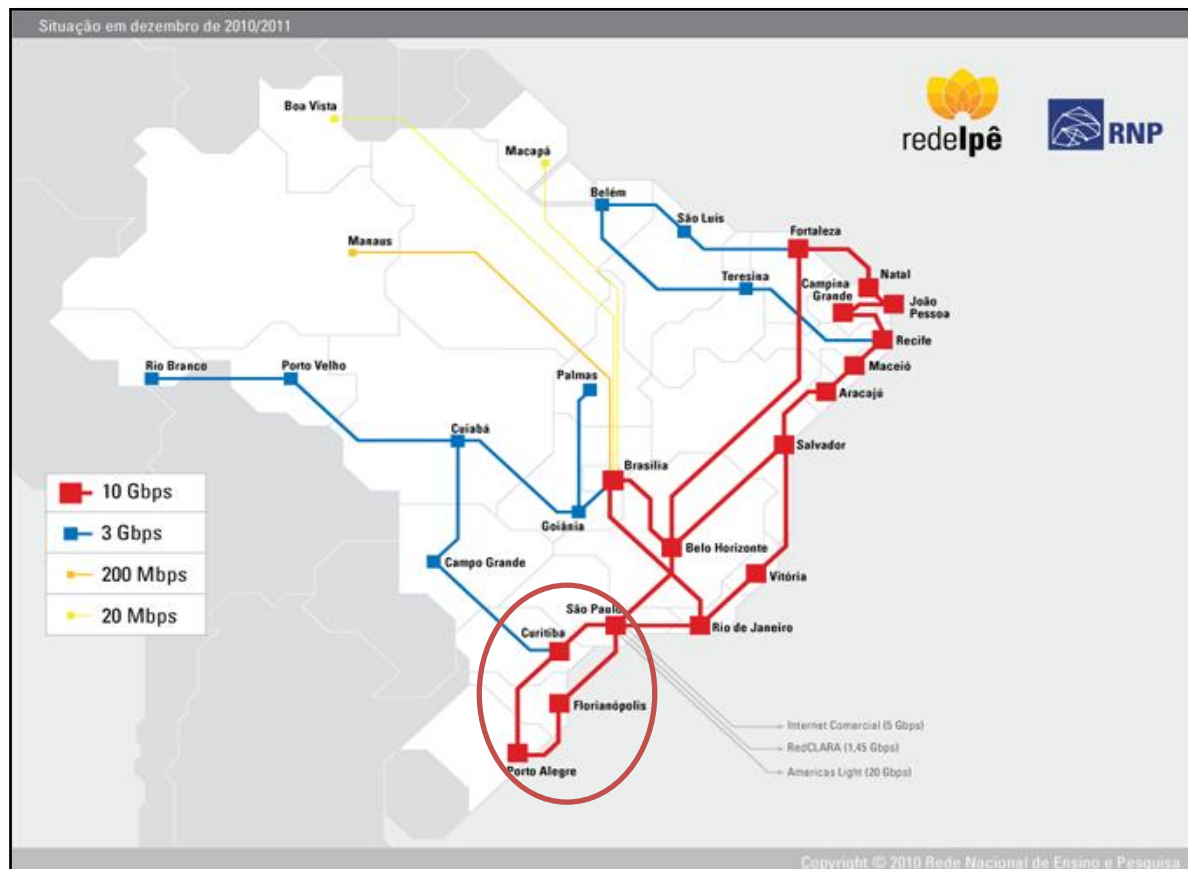 Situação em dezembro de 2010/2011
Boa Vista
Macapá
redeIpê
RNP
Belém
São Luis
Fortaleza
Manaus
Natal
Teresina
Campina
Grande
João
Pessoa
Recife
Rio Branco
Porto Velho
Palmas
Maceió
Aracajé
Cuiabá
Salvador
Brasilia
10 Gbps
3 Gbps
200 Mbps
20 Mbps
Goiânia
Belo Horizonte
Campo Grande
Vitória
São Paulo
Curitiba
Rio de Janeiro
Florianópolis
Internet Comercial (5 Gbps)
RedCLARA (1,45 Gbps)
Americas Light (20 Gbps)
Porto Alegre
Copyright © 2010 Rede Nacional de Ensino e Pesquisa